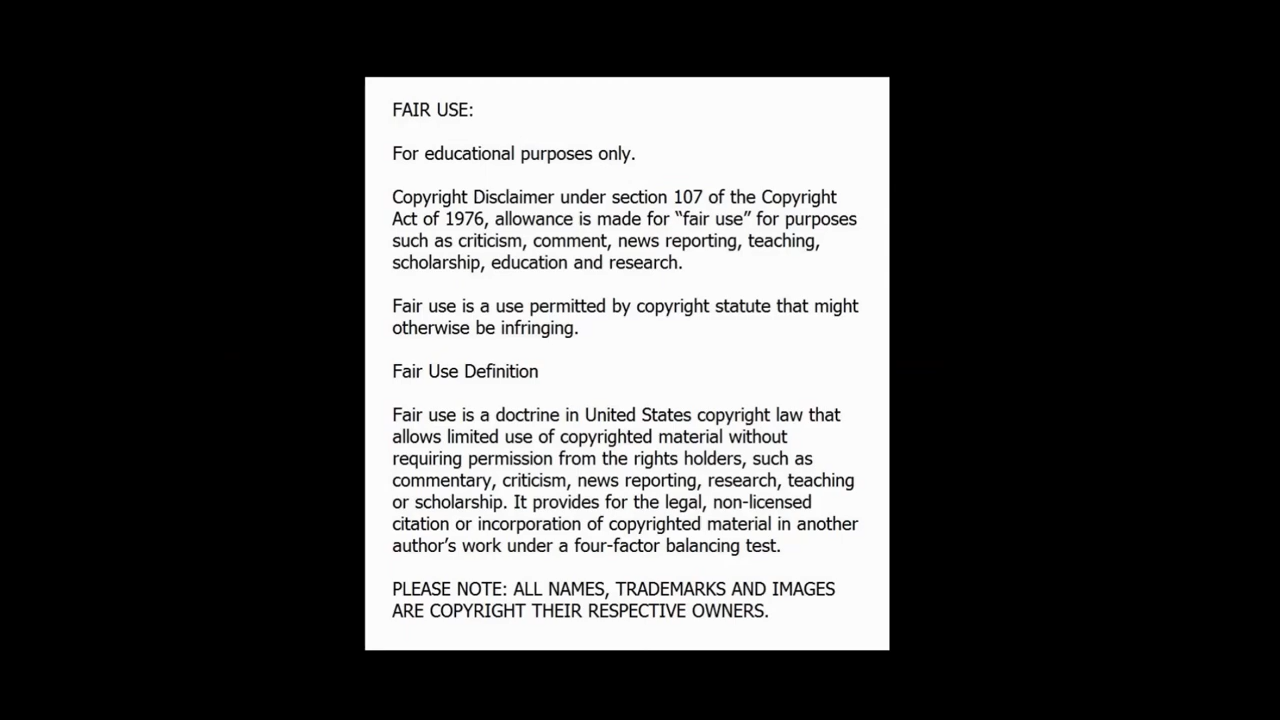 FAIR USE:
For educational purposes only.
Copyright Disclaimer under section 107 of the Copyright
Act of 1976, allowance is made for “fair use” for purposes
such as criticism, comment, news reporting, teaching,
scholarship, education and research.
Fair use is a use permitted by copyright statute that might
otherwise be infringing.
Fair Use Definition
Fair use is a doctrine in United States copyright law that
allows limited use of copyrighted material without
requiring permission from the rights holders, such as
commentary, criticism, news reporting, research, teaching
or scholarship. It provides for the legal, non-licensed
citation or incorporation of copyrighted material in another
author’s work under a four-factor balancing test.
PLEASE NOTE: ALL NAMES, TRADEMARKS AND IMAGES
ARE COPYRIGHT THEIR RESPECTIVE OWNERS.